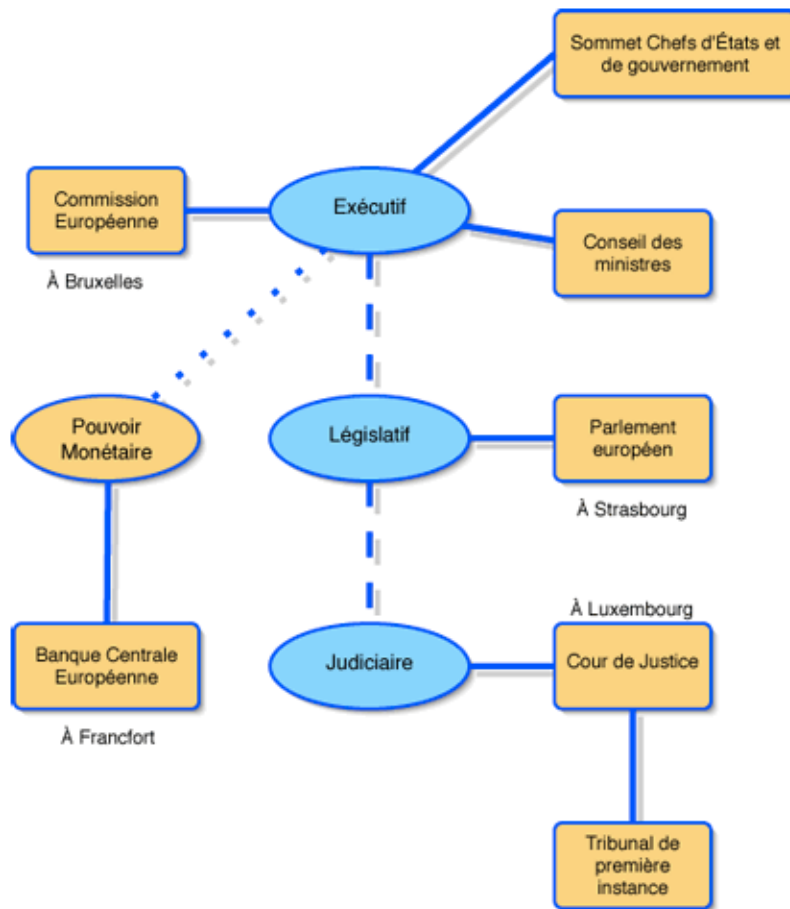 Sommet Chefs d'États et
de gouvernement
Commission
Européenne
Exécutif
Conseil des
ministres
À Bruxelles
Pouvoir
Monétaire
Législatif
Parlement
européen
À Strasbourg
À Luxembourg
Banque Centrale
Européenne
Judiciaire
Cour de Justice
À Francfort
Tribunal de
première
instance